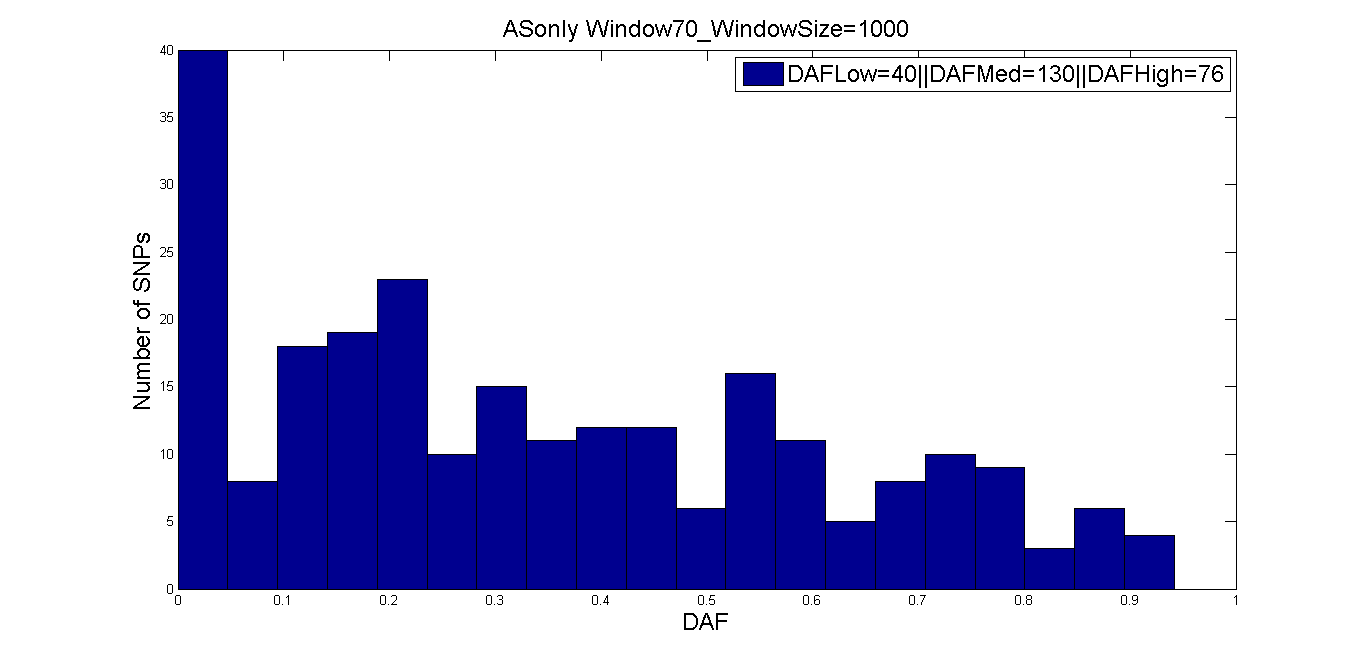 ASonly Window70_WindowSize=1000
DAFLow=40||DAFMed=130||DAFHigh=76
Number of SNPs
40
35
30
25
20
15
10
5
0
0 0.1 0.2 0.3 0.4 0.5 0.6 0.7 0.8 0.9 1
DAF